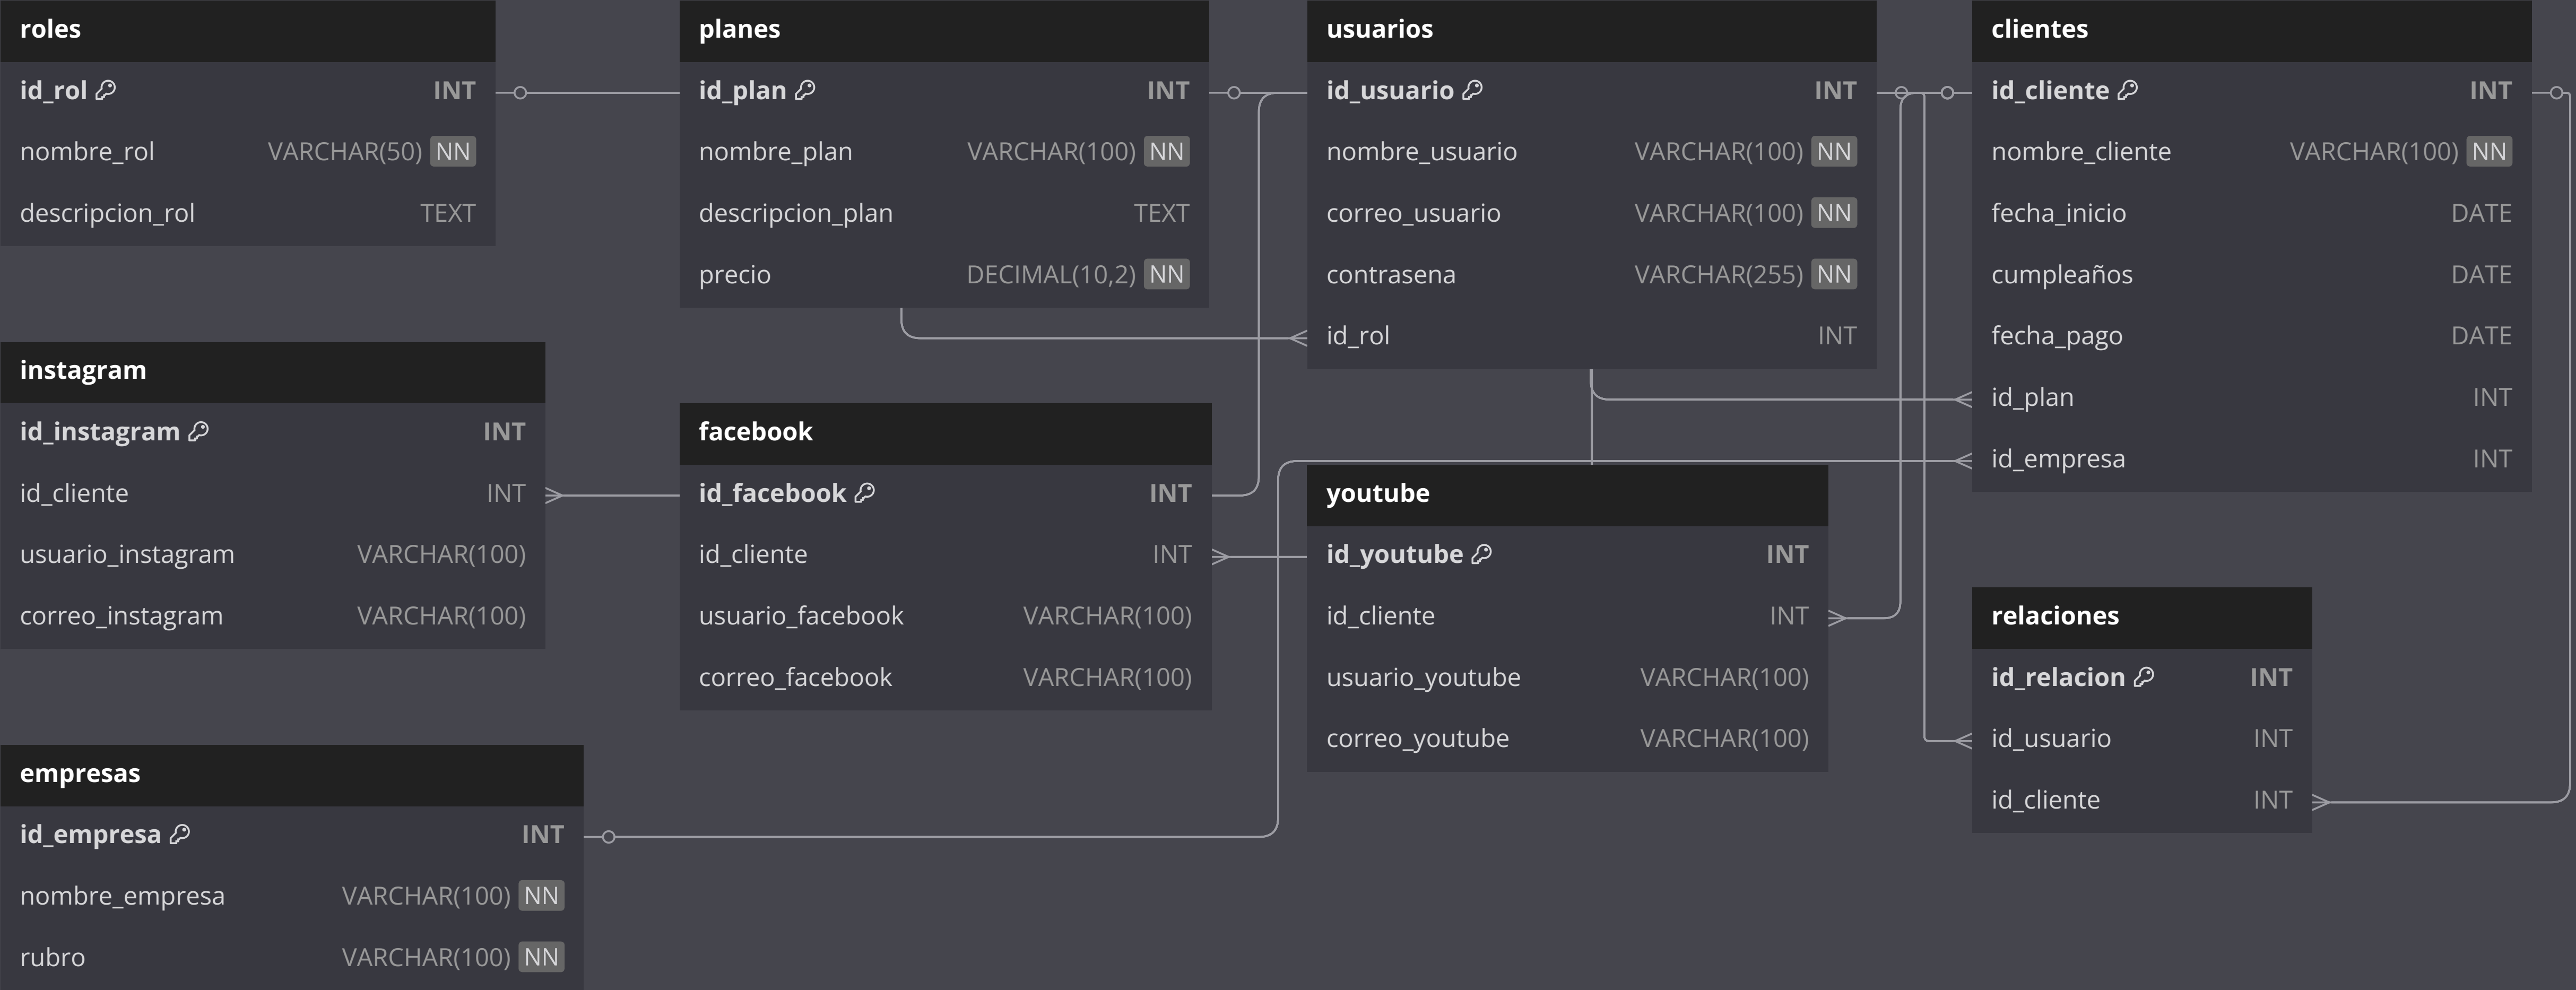 roles
id_rol INT
nombre_rol VARCHAR(50) NN
descripcion_rol TEXT
planes
id_plan INT
nombre_plan VARCHAR(100) NN
descripcion_plan TEXT
precio DECIMAL(10,2) NN
usuarios
id_usuario INT
nombre_usuario VARCHAR(100) NN
correo_usuario VARCHAR(100) NN
contrasena VARCHAR(255) NN
id_rol INT
clientes
id_cliente INT
nombre_cliente VARCHAR(100) NN
fecha_inicio DATE
cumpleaños DATE
fecha_pago DATE
id_plan INT
id_empresa INT
instagram
id_instagram INT
id_cliente INT
usuario_instagram VARCHAR(100)
correo_instagram VARCHAR(100)
facebook
id_facebook INT
id_cliente INT
usuario_facebook VARCHAR(100)
correo_facebook VARCHAR(100)
youtube
id_youtube INT
id_cliente INT
usuario_youtube VARCHAR(100)
correo_youtube VARCHAR(100)
relaciones
id_relacion INT
id_usuario INT
id_cliente INT
empresas
id_empresa INT
nombre_empresa VARCHAR(100) NN
rubro VARCHAR(100) NN